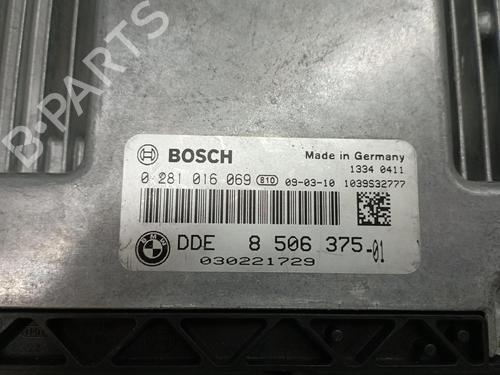 B-PARTS
BOSCH
Made in Germany
1334 0411
0 281 016 069 810 09-03-10 1039S32777
BMW DDE 8 506 375-01
030221729